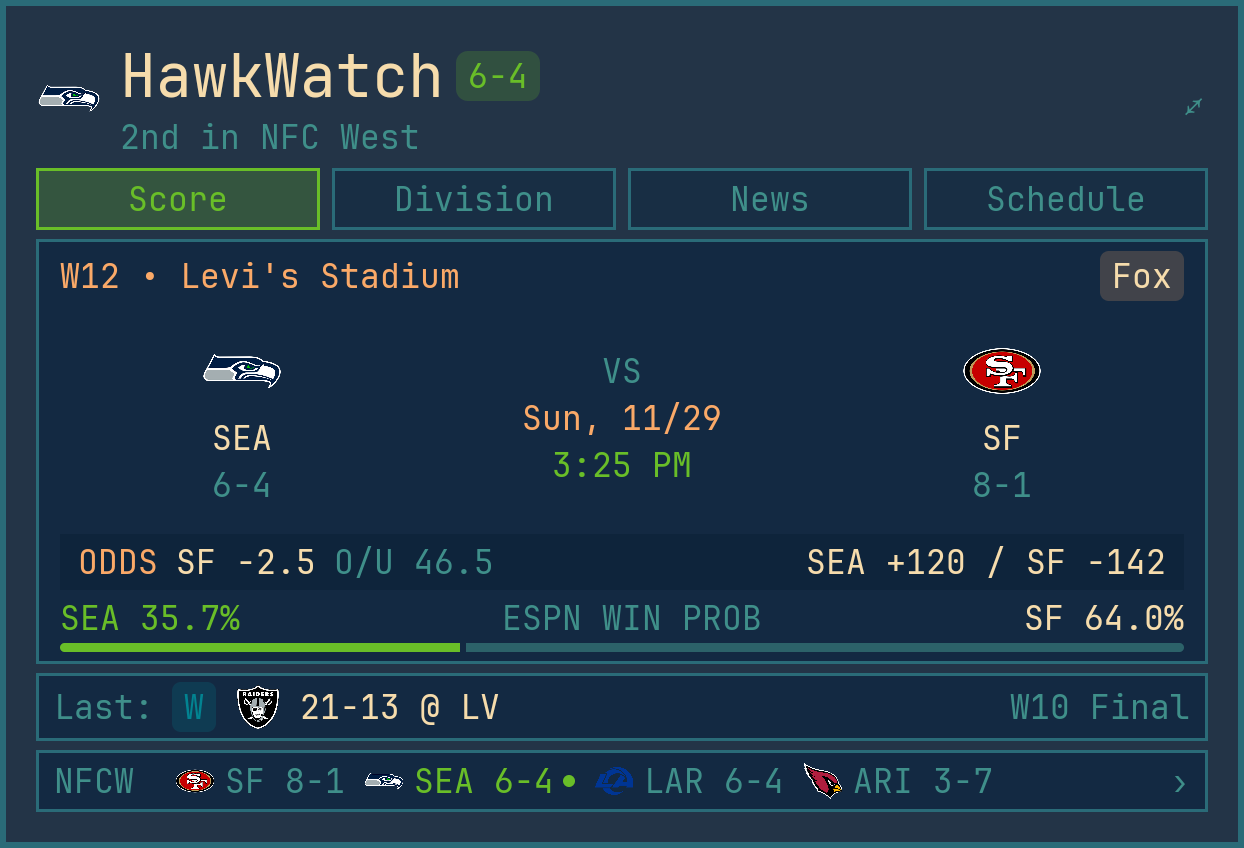 HawkWatch 6-4
2nd in NFC West
Score Division News Schedule
W12 • Levi's Stadium Fox
VS
Sun, 11/29
SEA SF
3:25 PM
6-4 8-1
ODDS SF -2.5 O/U 46.5 SEA +120 / SF -142
SEA 35.7% ESPN WIN PROB SF 64.0%
Last: W RAIDERS 21-13 @ LV W10 Final
NFCW SF 8-1 SEA 6-4 • LAR 6-4 ARI 3-7 ›